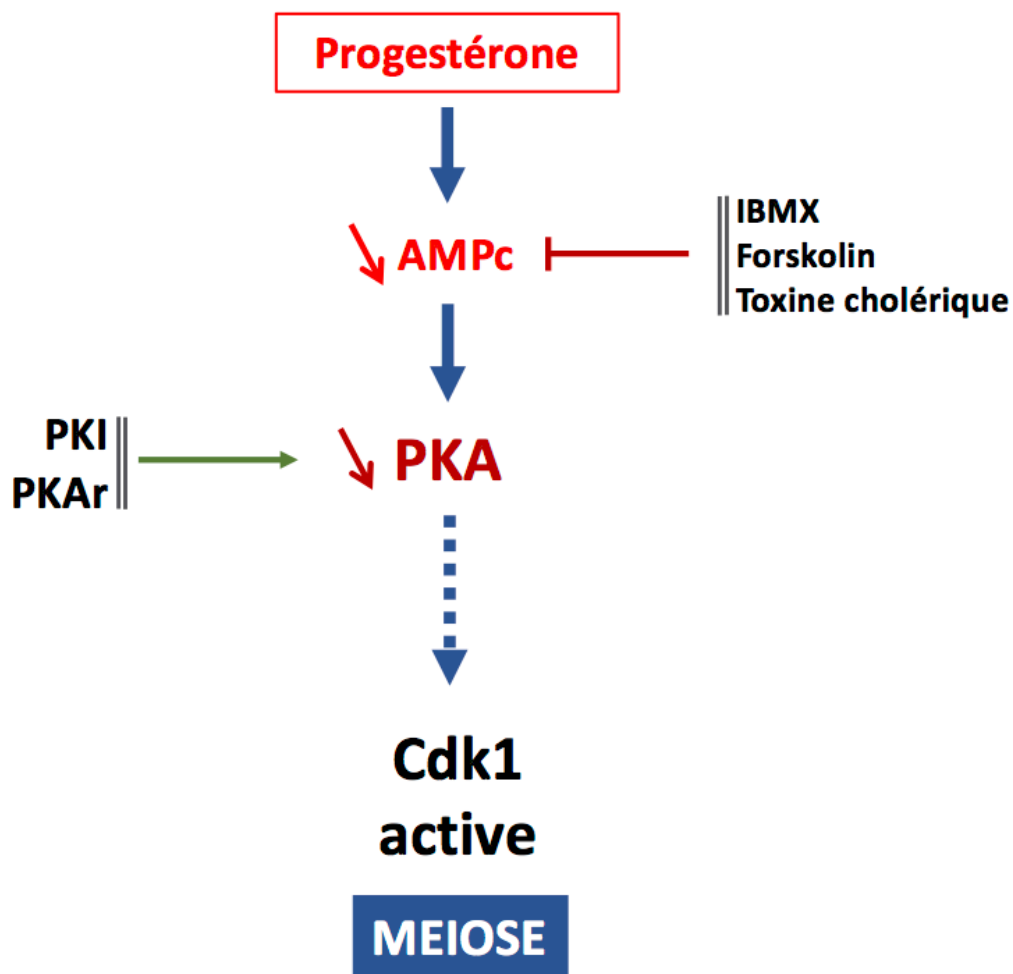 Progestérone
AMPc
IBMX
Forskolin
Toxine cholérique
PKI
PKAr
PKA
Cdk1
active
MEIOSE